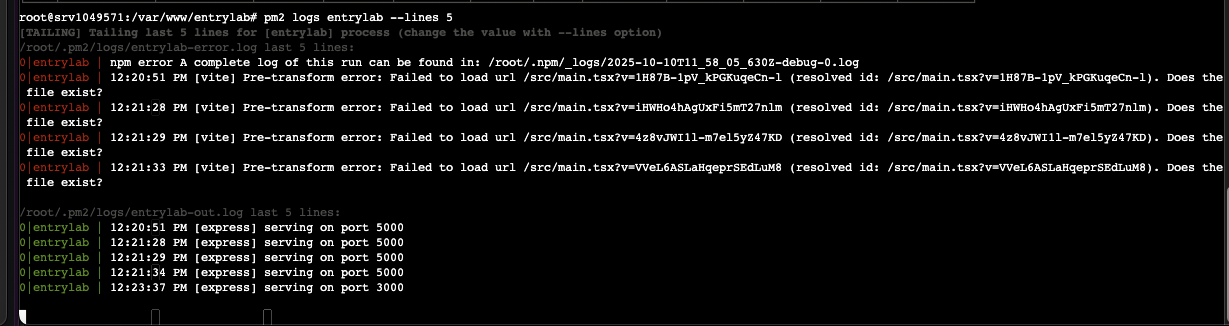 root@srv1049571:/var/www/entrylab# pm2 logs entrylab --lines 5
[TAILING] Tailing last 5 lines for [entrylab] process (change the value with --lines option)
/root/.pm2/logs/entrylab-error.log last 5 lines:
0|entrylab | npm error A complete log of this run can be found in: /root/.npm/_logs/2025-10-10T11_58_05_630Z-debug-0.log
0|entrylab | 12:20:51 PM [vite] Pre-transform error: Failed to load url /src/main.tsx?v=1H87B-1pV_kPGKuqeCn-l (resolved id: /src/main.tsx?v=1H87B-1pV_kPGKuqeCn-l). Does the
file exist?
0|entrylab | 12:21:28 PM [vite] Pre-transform error: Failed to load url /src/main.tsx?v=iHWHo4hAgUxFi5mT27nlm (resolved id: /src/main.tsx?v=iHWHo4hAgUxFi5mT27nlm). Does the
file exist?
0|entrylab | 12:21:29 PM [vite] Pre-transform error: Failed to load url /src/main.tsx?v=4z8vJWI1l-m7el5yZ47KD (resolved id: /src/main.tsx?v=4z8vJWI1l-m7el5yZ47KD). Does the
file exist?
0|entrylab | 12:21:33 PM [vite] Pre-transform error: Failed to load url /src/main.tsx?v=VVeL6ASLaHqeprSEdLuM8 (resolved id: /src/main.tsx?v=VVeL6ASLaHqeprSEdLuM8). Does the
file exist?
/root/.pm2/logs/entrylab-out.log last 5 lines:
0|entrylab | 12:20:51 PM [express] serving on port 5000
0|entrylab | 12:21:28 PM [express] serving on port 5000
0|entrylab | 12:21:29 PM [express] serving on port 5000
0|entrylab | 12:21:34 PM [express] serving on port 5000
0|entrylab | 12:23:37 PM [express] serving on port 3000